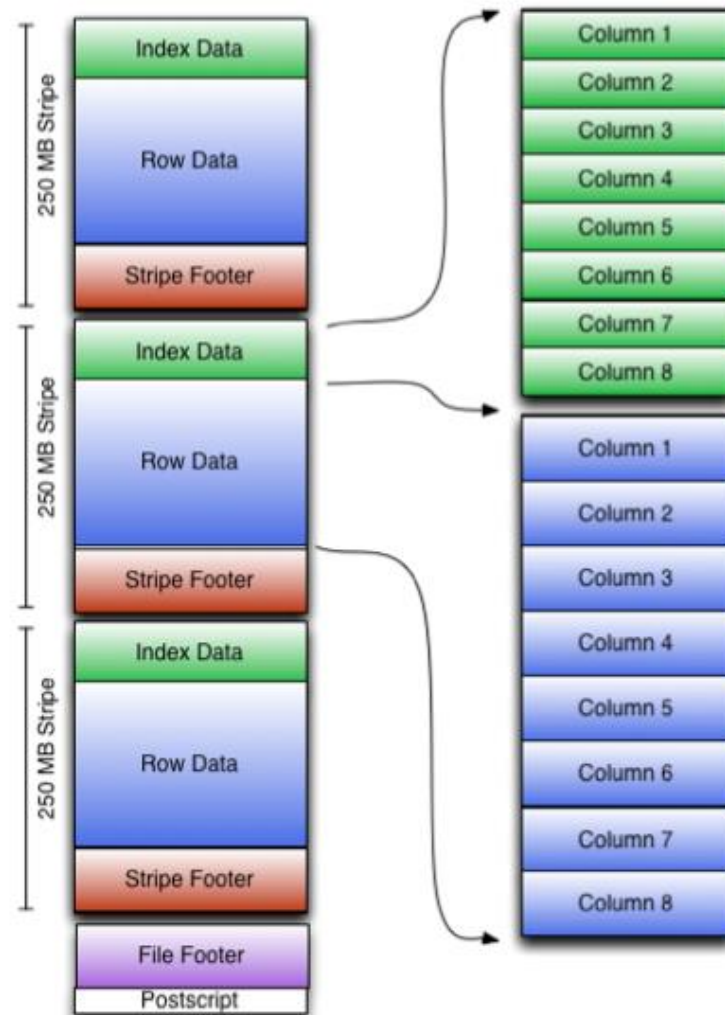 250 MB Stripe
Index Data
Row Data
Stripe Footer
250 MB Stripe
Index Data
Row Data
Stripe Footer
250 MB Stripe
Index Data
Row Data
Stripe Footer
File Footer
Postscript
Column 1
Column 2
Column 3
Column 4
Column 5
Column 6
Column 7
Column 8
Column 1
Column 2
Column 3
Column 4
Column 5
Column 6
Column 7
Column 8